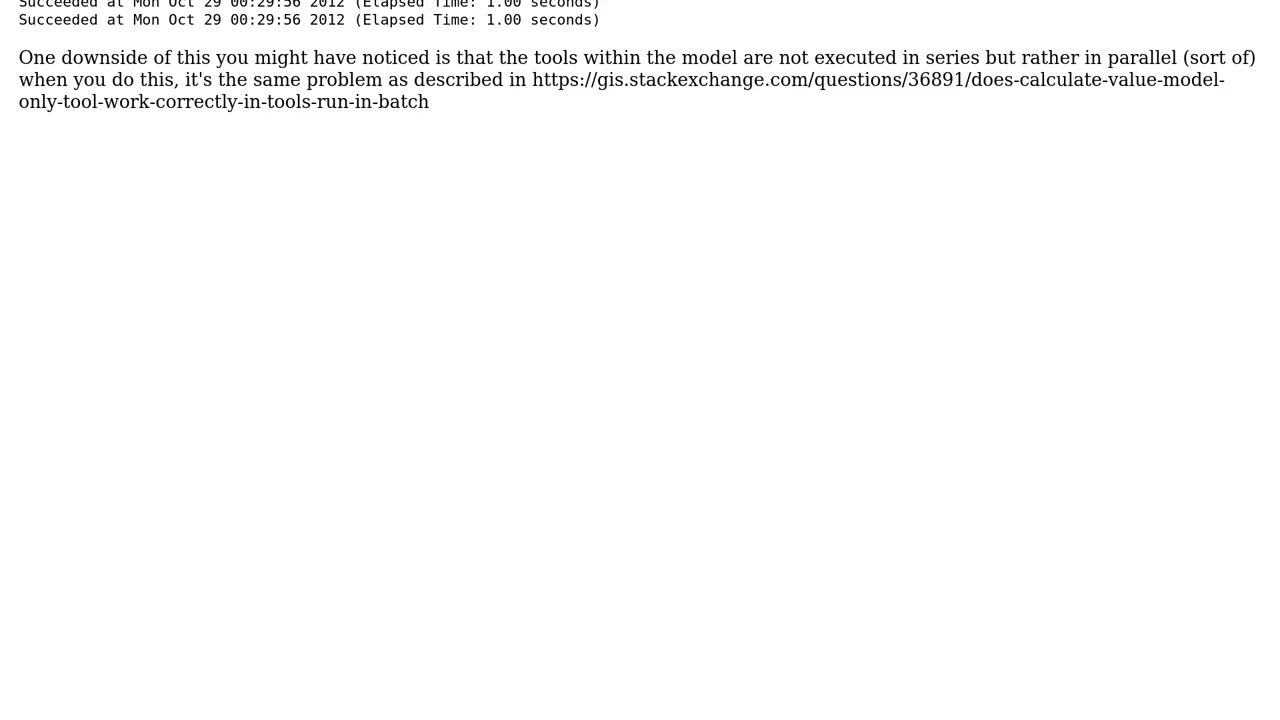 Succeeded at Mon Oct 29 00:29:56 2012 (Elapsed Time: 1.00 seconds)
Succeeded at Mon Oct 29 00:29:56 2012 (Elapsed Time: 1.00 seconds)
One downside of this you might have noticed is that the tools within the model are not executed in series but rather in parallel (sort of)
when you do this, it's the same problem as described in https://gis.stackexchange.com/questions/36891/does-calculate-value-model-
only-tool-work-correctly-in-tools-run-in-batch